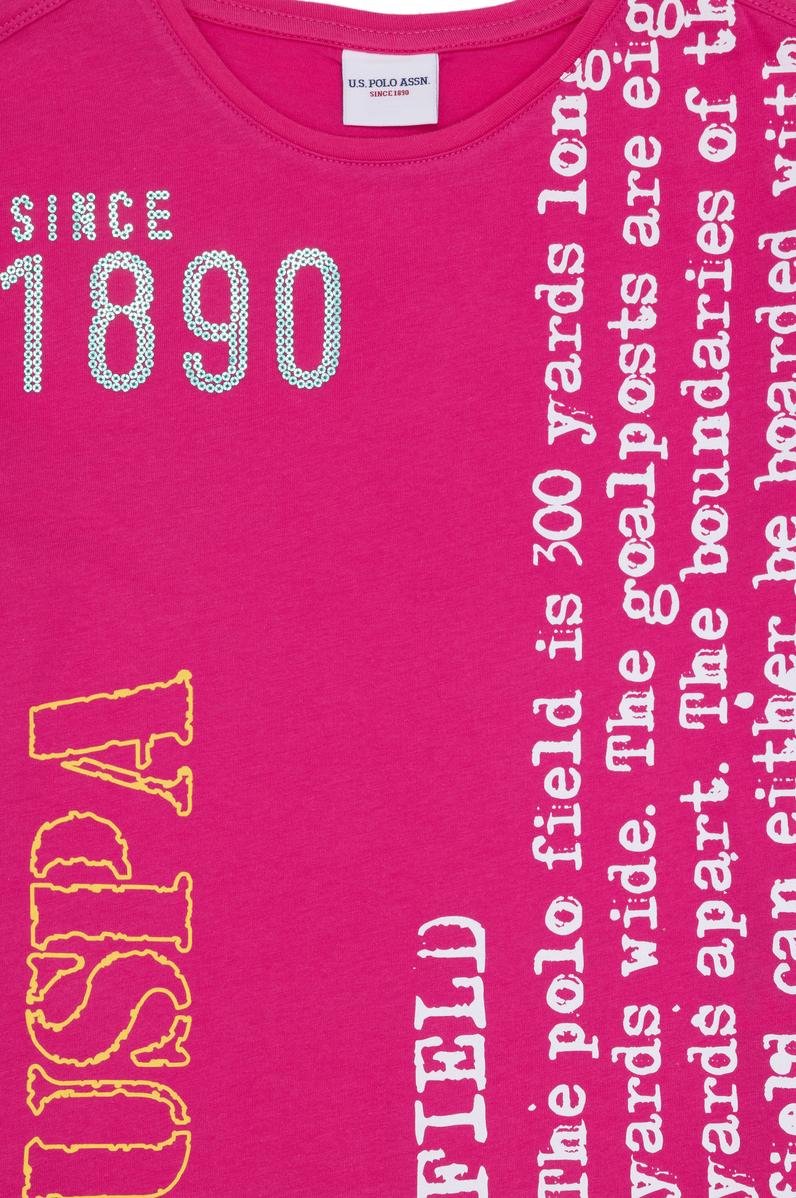 U.S. POLO ASSN.
SINCE 1890
SINCE
1890
USPA
FIELD
The polo field is 300 yards long
yards wide. The goalposts are eig
yards apart. The boundaries of th
field can either be boarded with